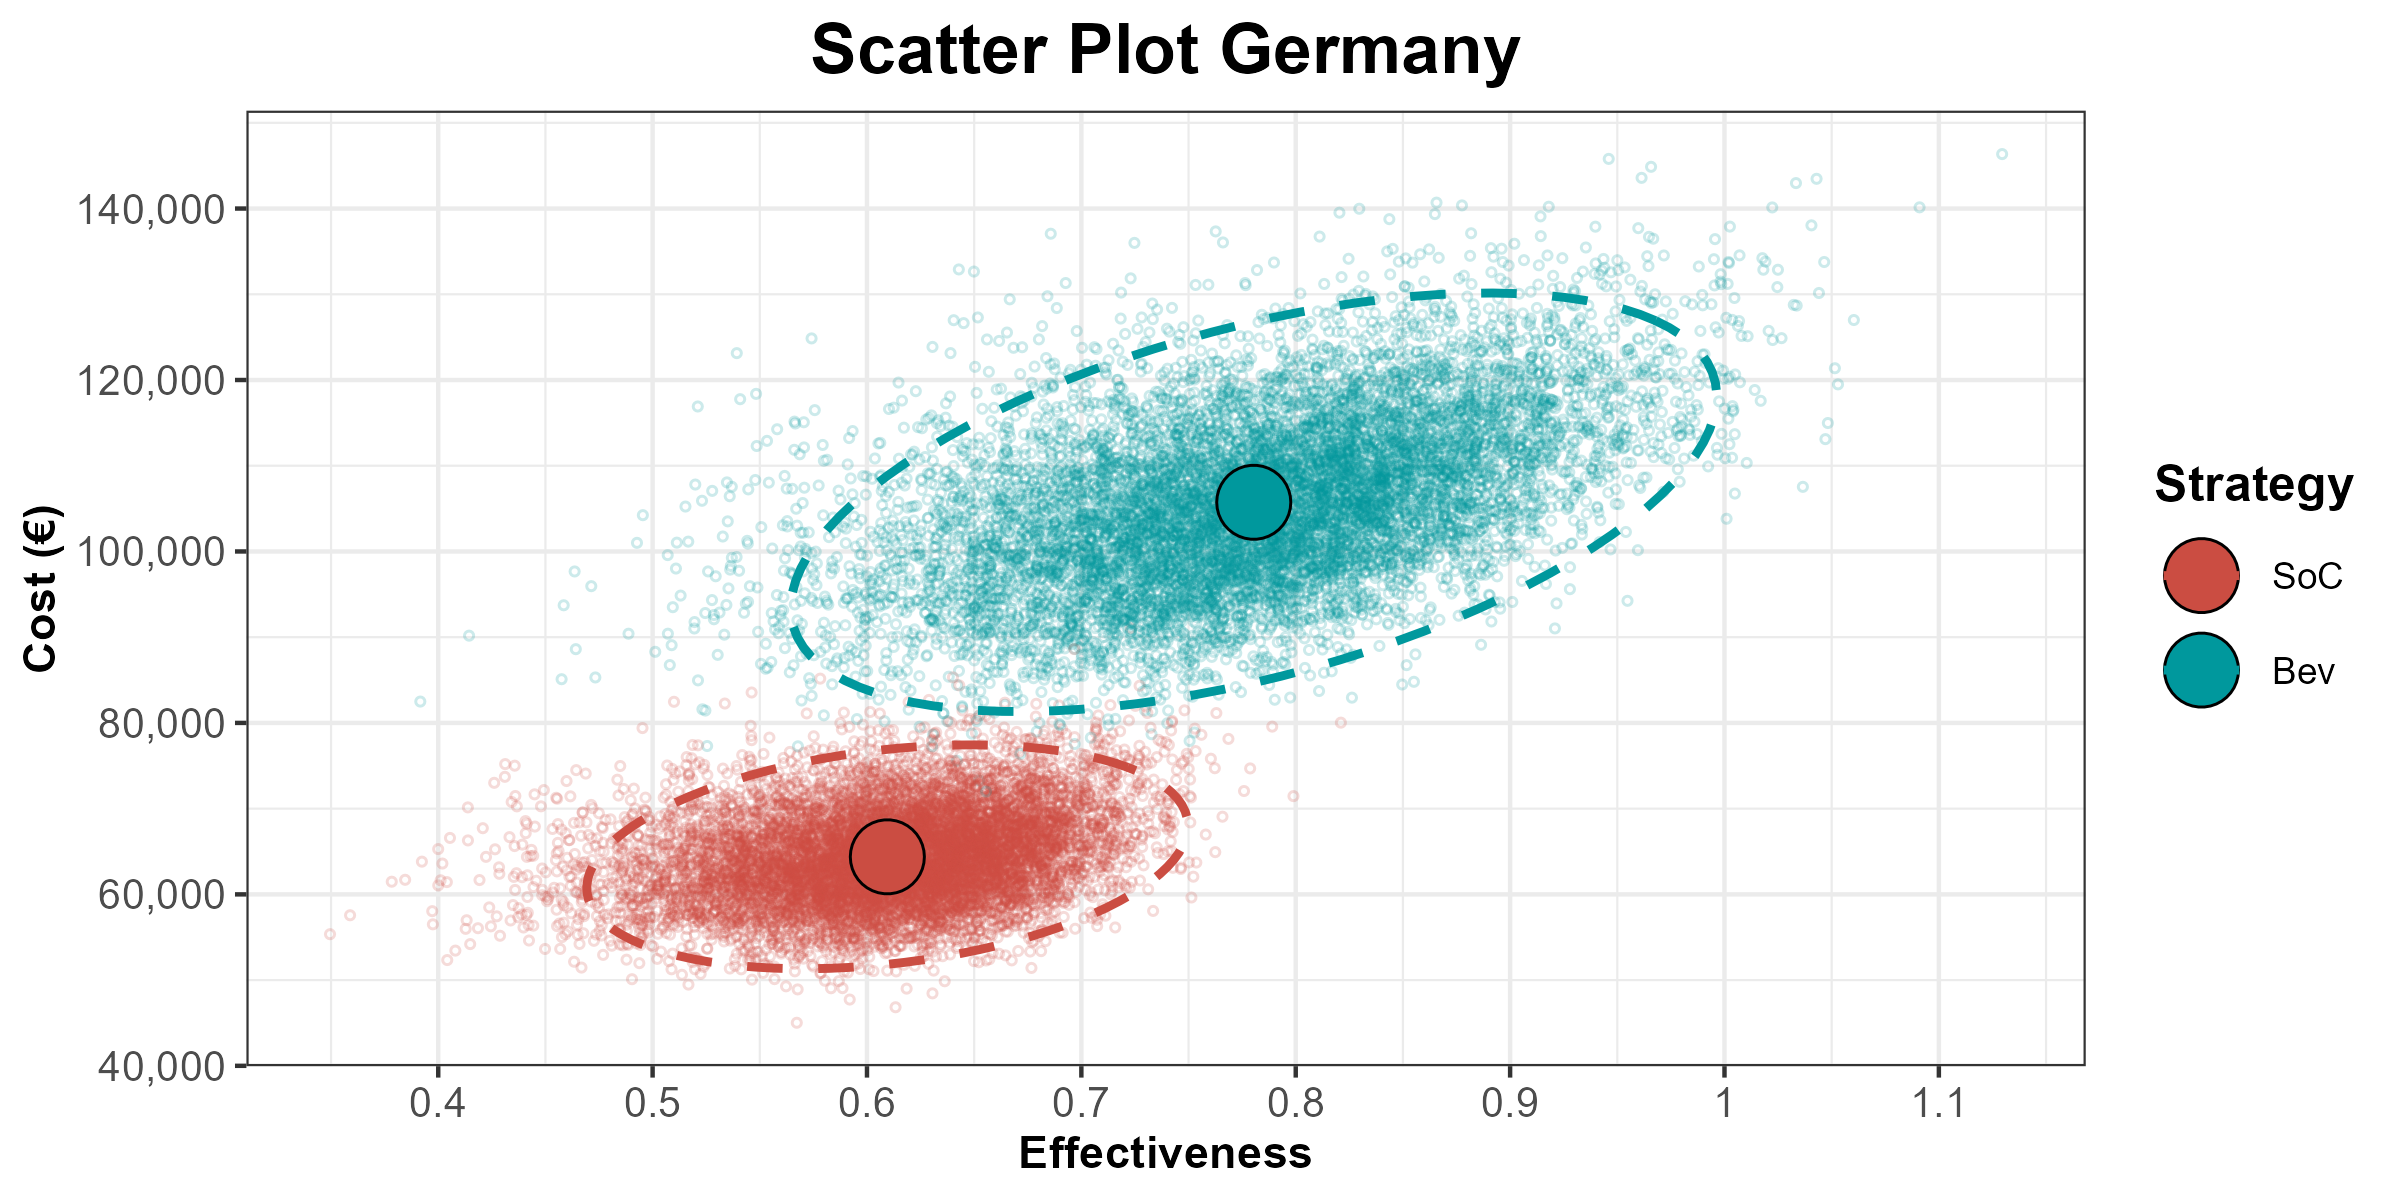 Scatter Plot Germany
Cost (€)
140,000
120,000
100,000
80,000
60,000
40,000
0.4 0.5 0.6 0.7 0.8 0.9 1 1.1
Effectiveness
Strategy
SoC
Bev